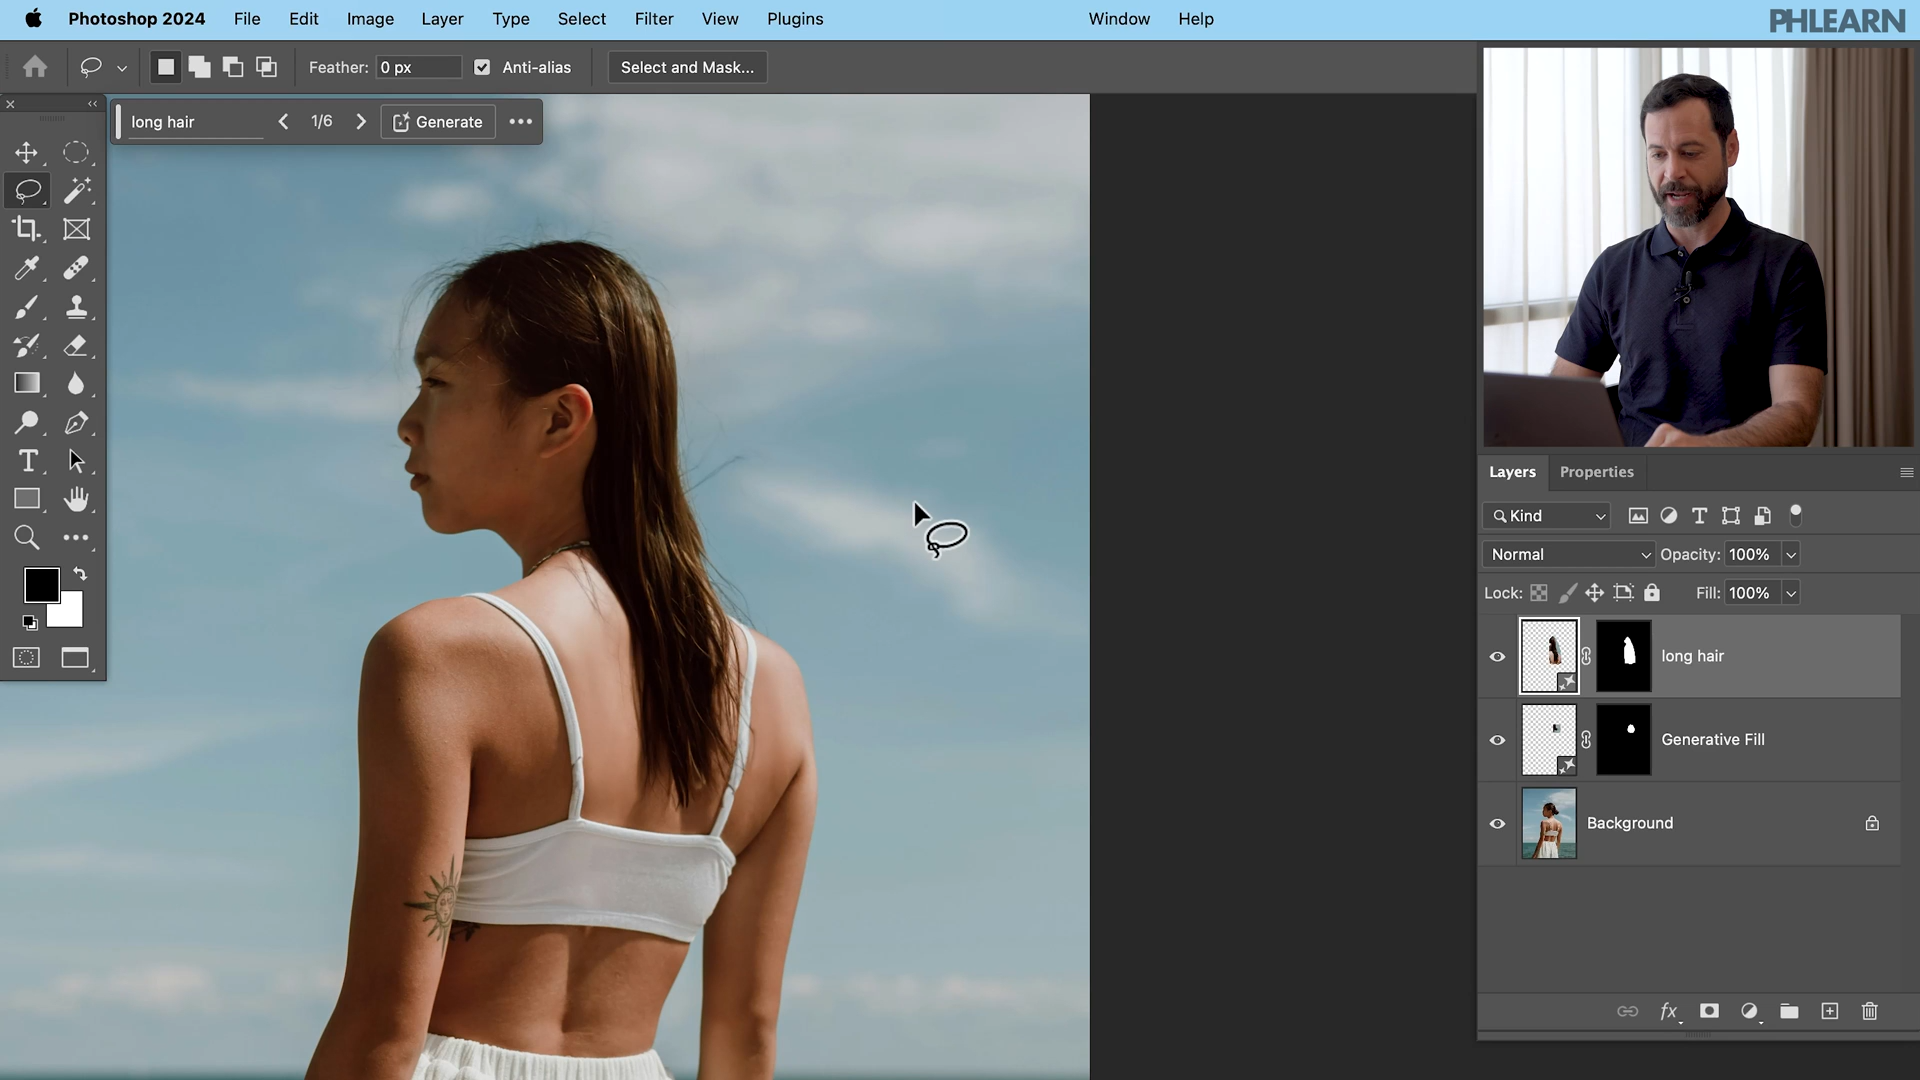 Photoshop 2024 File Edit Image Layer Type Select Filter View Plugins Window Help
PHLEARN
Feather: 0 px Anti-alias Select and Mask...
long hair 1/6 Generate
Layers Properties
Kind
Normal Opacity: 100%
Lock: Fill: 100%
long hair
Generative Fill
Background